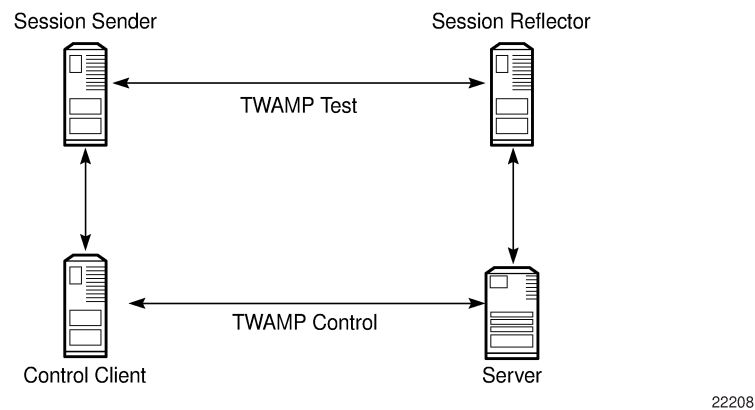 Session Sender
Session Reflector
TWAMP Test
TWAMP Control
Control Client
Server
22208